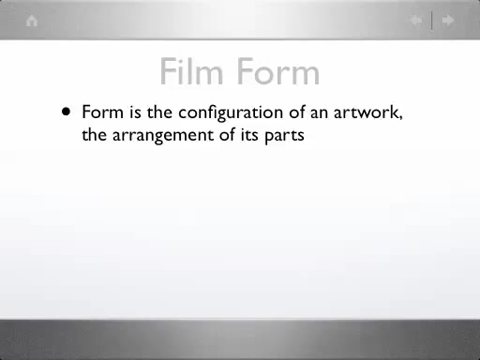 Film Form
• Form is the configuration of an artwork,
the arrangement of its parts